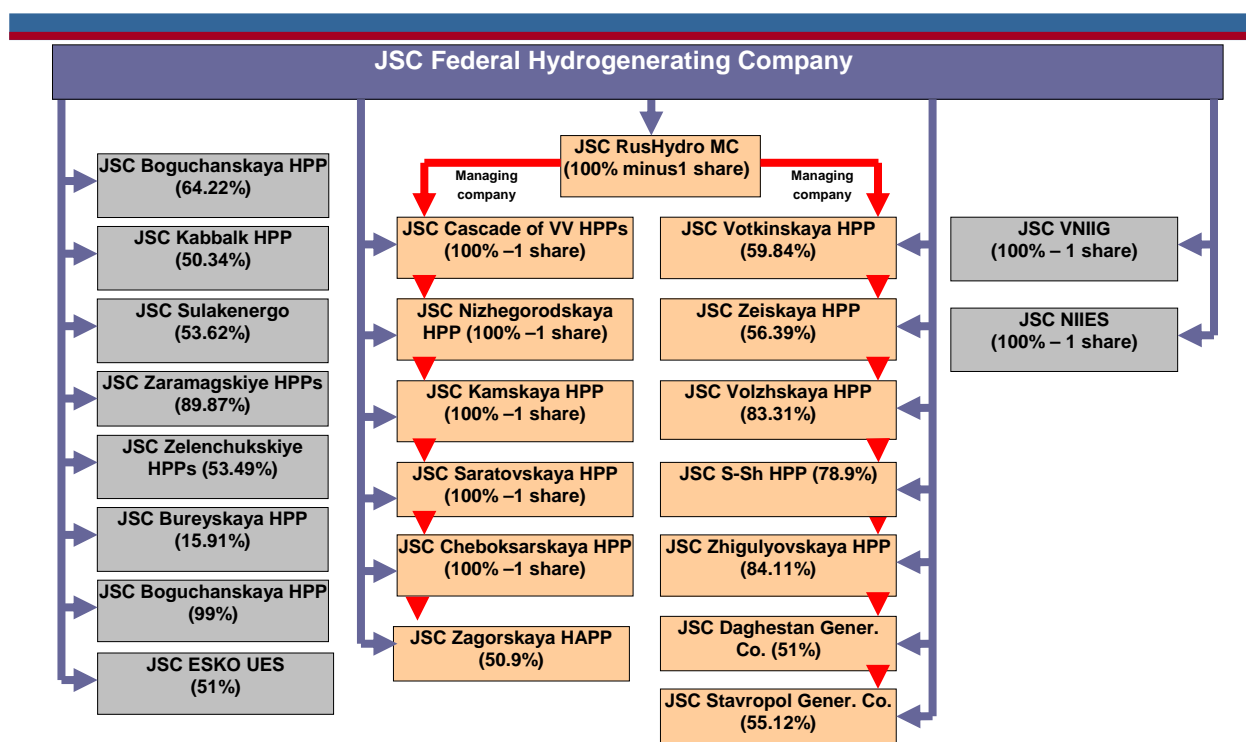 JSC Federal Hydrogenerating Company
JSC RusHydro MC
(100% minus1 share)
Managing
company
Managing
company
JSC Boguchanskaya HPP
(64.22%)
JSC Kabbalk HPP
(50.34%)
JSC Sulakenergo
(53.62%)
JSC Zaramagskiye HPPs
(89.87%)
JSC Zelenchukskiye
HPPs (53.49%)
JSC Bureyskaya HPP
(15.91%)
JSC Boguchanskaya HPP
(99%)
JSC ESKO UES
(51%)
JSC Cascade of VV HPPs
(100% –1 share)
JSC Nizhegorodskaya
HPP (100% –1 share)
JSC Kamskaya HPP
(100% –1 share)
JSC Saratovskaya HPP
(100% –1 share)
JSC Cheboksarskaya HPP
(100% –1 share)
JSC Zagorskaya HAPP
(50.9%)
JSC Votkinskaya HPP
(59.84%)
JSC Zeiskaya HPP
(56.39%)
JSC Volzhskaya HPP
(83.31%)
JSC S-Sh HPP (78.9%)
JSC Zhigulyovskaya HPP
(84.11%)
JSC Daghestan Gener.
Co. (51%)
JSC Stavropol Gener. Co.
(55.12%)
JSC VNIIG
(100% – 1 share)
JSC NIIES
(100% – 1 share)